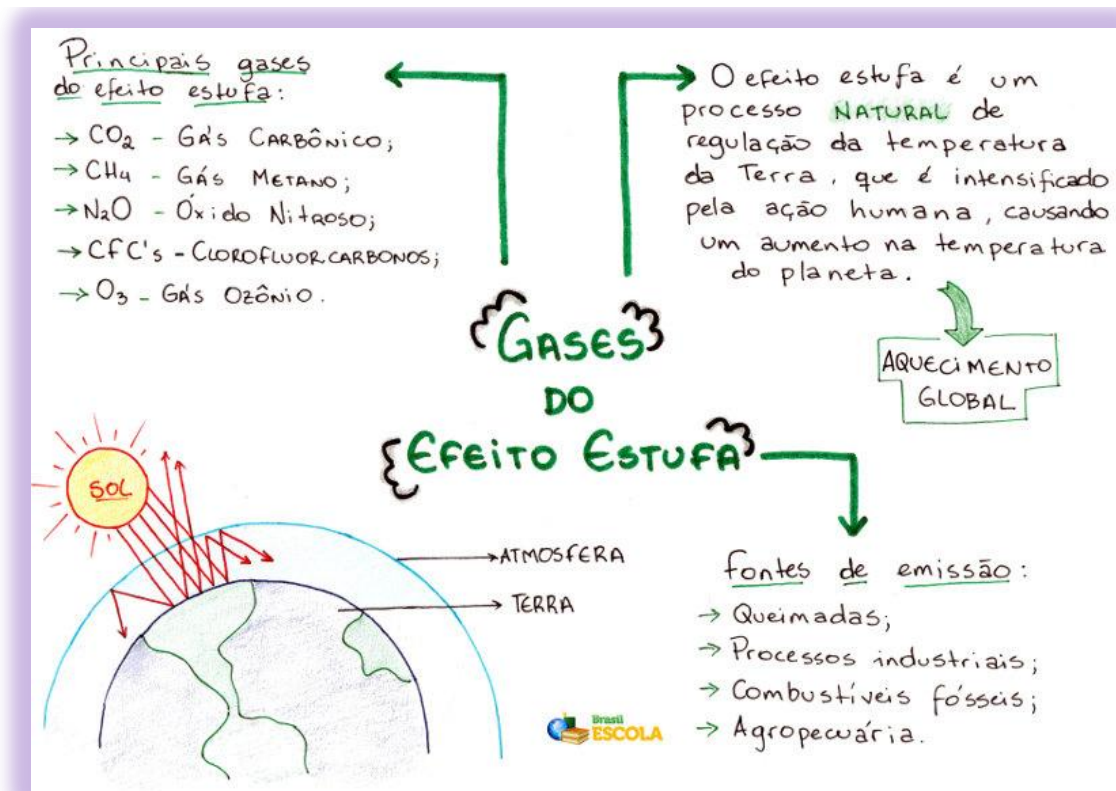 Principais gases
do efeito estufa:
→ CO₂ - GÁS CARBÔNICO;
→ CH₄ - GÁS METANO;
→ N₂O - Óxido Nitroso;
→ CFC's - CLOROFLUORCARBONOS;
→ O₃ - GÁS OZÔNIO.
→ O efeito estufa é um
processo NATURAL de
regulação da temperatura
da Terra, que é intensificado
pela ação humana, causando
um aumento na temperatura
do planeta.
AQUECIMENTO
GLOBAL
GASES
DO
EFEITO ESTUFA
SOL
ATMOSFERA
TERRA
Fontes de emissão:
→ Queimadas;
→ Processos industriais;
→ Combustíveis fósseis;
→ Agropecuária.
Brasil
ESCOLA